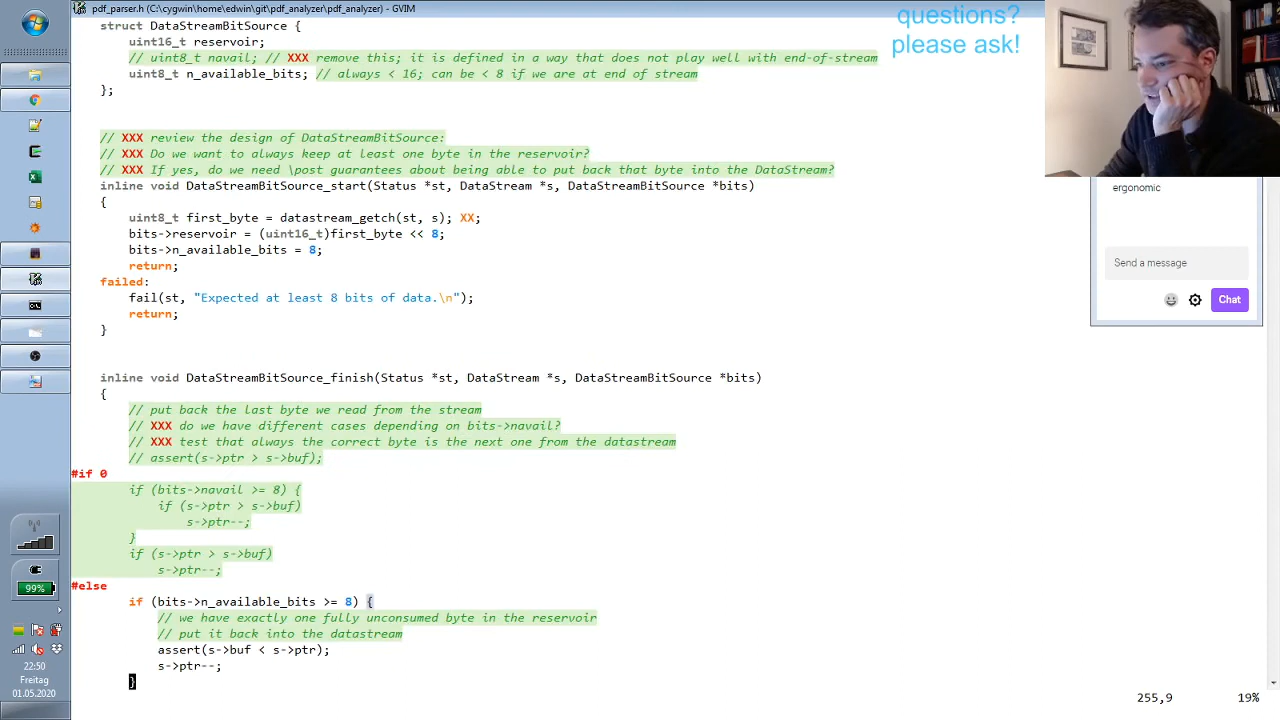 pdf_parser.h (C:\cygwin\home\edwin\git\pdf_analyzer\pdf_analyzer) - GVIM
struct DataStreamBitSource {
uint16_t reservoir;
// uint8_t navail; // XXX remove this; it is defined in a way that does not play well with end-of-stream
uint8_t n_available_bits; // always < 16; can be < 8 if we are at end of stream
};
// XXX review the design of DataStreamBitSource:
// XXX Do we want to always keep at least one byte in the reservoir?
// XXX If yes, do we need \post guarantees about being able to put back that byte into the DataStream?
inline void DataStreamBitSource_start(Status *st, DataStream *s, DataStreamBitSource *bits)
{
uint8_t first_byte = datastream_getch(st, s); XX;
bits->reservoir = (uint16_t)first_byte << 8;
bits->n_available_bits = 8;
return;
failed:
fail(st, "Expected at least 8 bits of data.\n");
return;
}
inline void DataStreamBitSource_finish(Status *st, DataStream *s, DataStreamBitSource *bits)
{
// put back the last byte we read from the stream
// XXX do we have different cases depending on bits->navail?
// XXX test that always the correct byte is the next one from the datastream
// assert(s->ptr > s->buf);
#if 0
if (bits->navail >= 8) {
if (s->ptr > s->buf)
s->ptr--;
}
if (s->ptr > s->buf)
s->ptr--;
#else
if (bits->n_available_bits >= 8) {
// we have exactly one fully unconsumed byte in the reservoir
// put it back into the datastream
assert(s->buf < s->ptr);
s->ptr--;
}
255,9 19%
questions?
please ask!
ergonomic
Send a message
Chat
99%
22:50
Freitag
01.05.2020